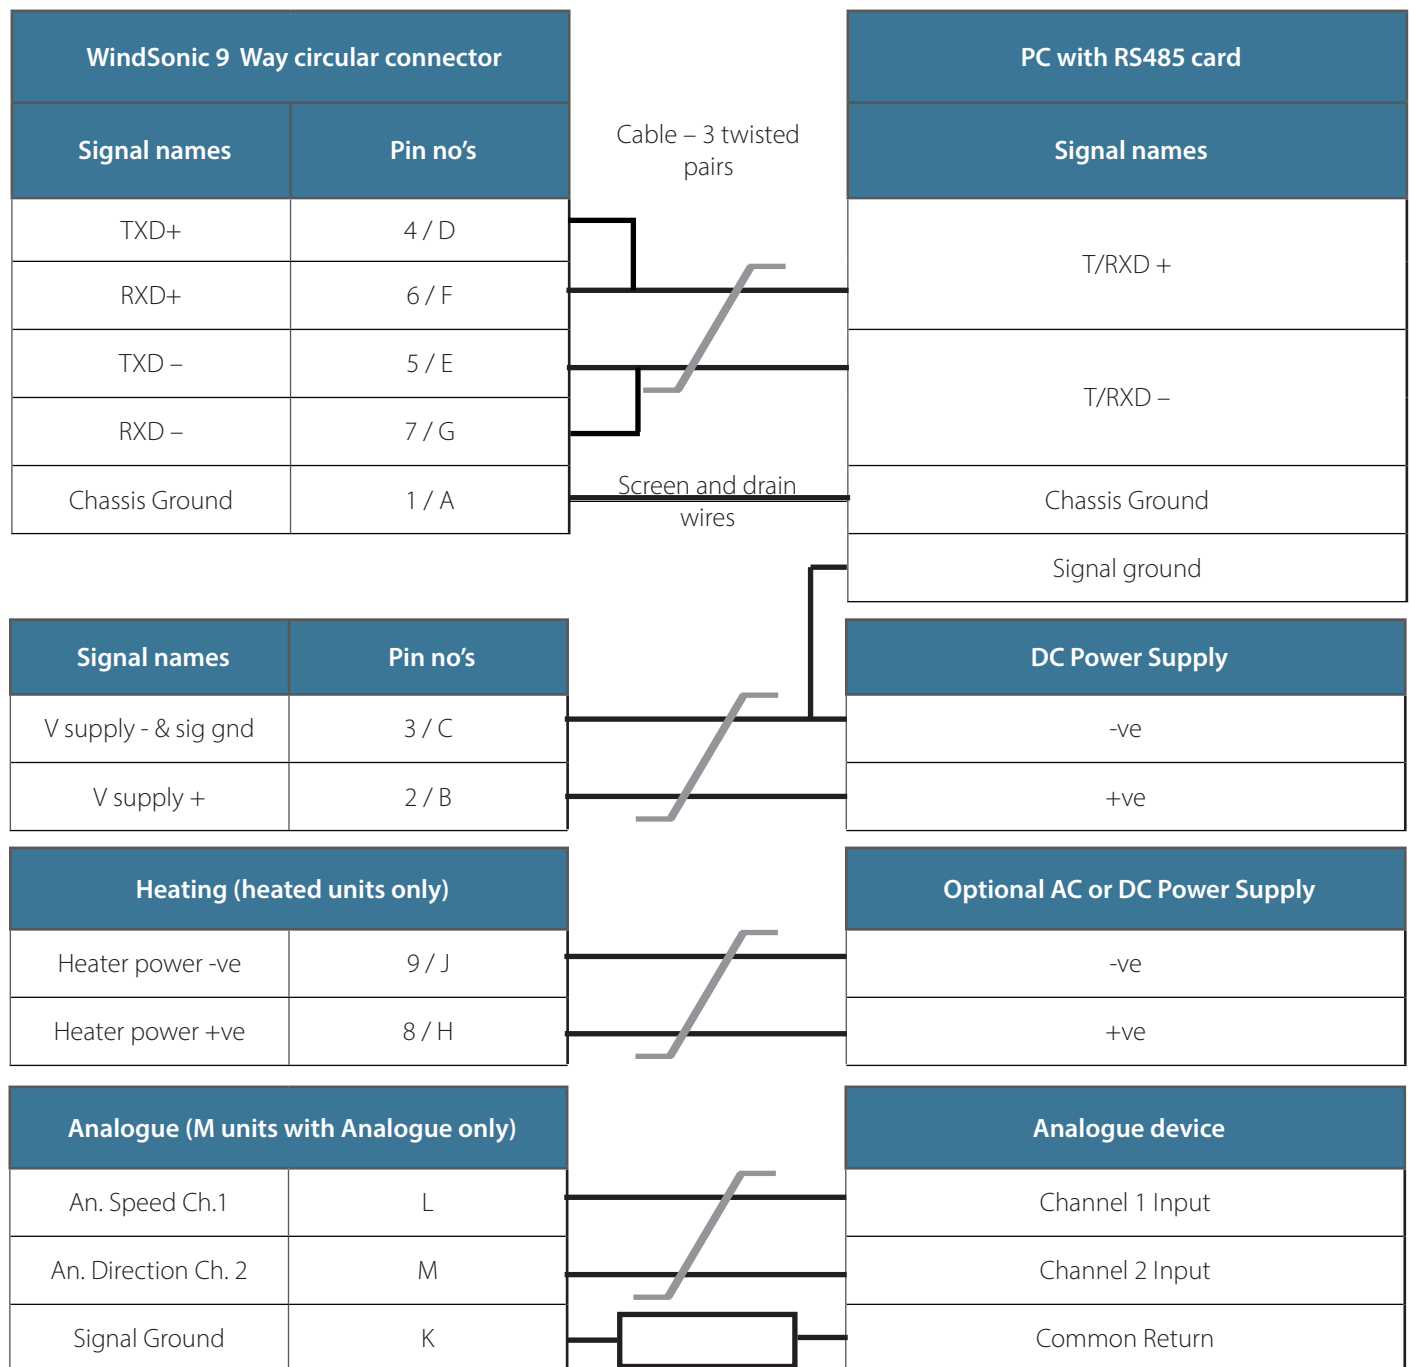 WindSonic 9 Way circular connector
PC with RS485 card
Signal names
Pin no’s
Cable – 3 twisted
pairs
Signal names
TXD+
4 / D
T/RXD +
RXD+
6 / F
TXD –
5 / E
T/RXD –
RXD –
7 / G
Chassis Ground
1 / A
Screen and drain
wires
Chassis Ground
Signal ground
Signal names
Pin no’s
DC Power Supply
V supply - & sig gnd
3 / C
-ve
V supply +
2 / B
+ve
Heating (heated units only)
Optional AC or DC Power Supply
Heater power -ve
9 / J
-ve
Heater power +ve
8 / H
+ve
Analogue (M units with Analogue only)
Analogue device
An. Speed Ch.1
L
Channel 1 Input
An. Direction Ch. 2
M
Channel 2 Input
Signal Ground
K
Common Return